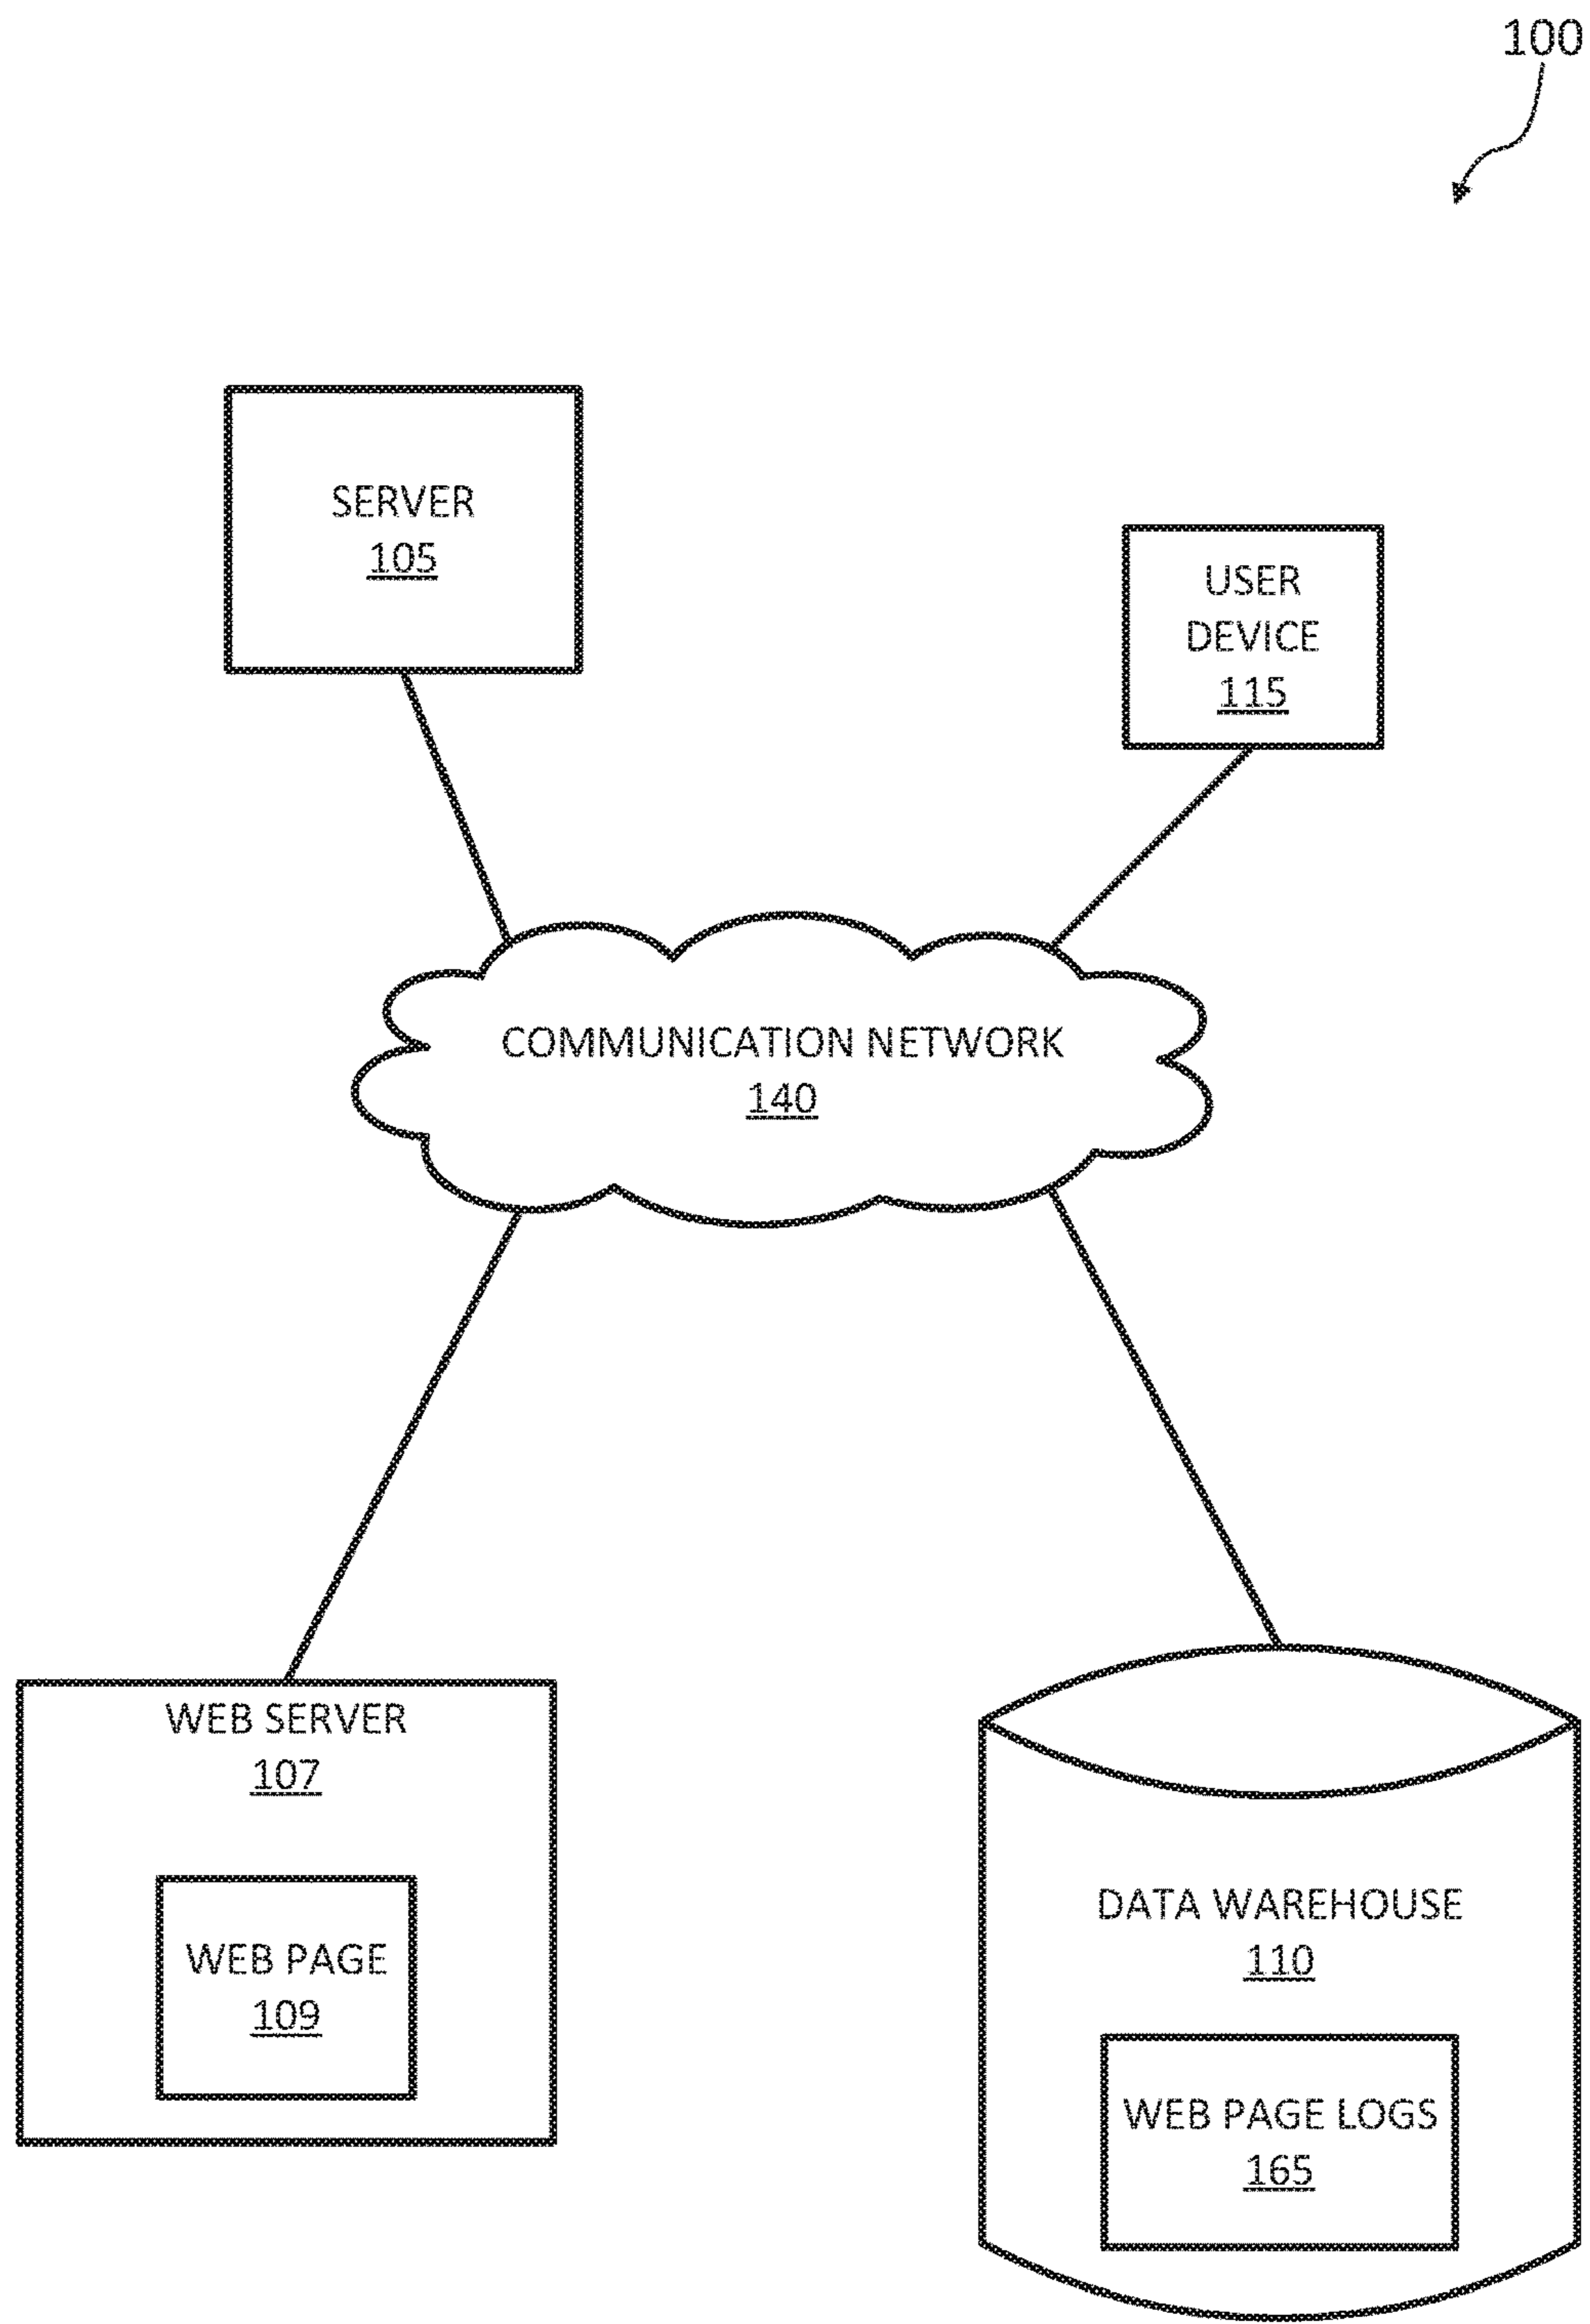 100
SERVER
105
USER
DEVICE
115
COMMUNICATION NETWORK
140
WEB SERVER
107
WEB PAGE
109
DATA WAREHOUSE
110
WEB PAGE LOGS
165